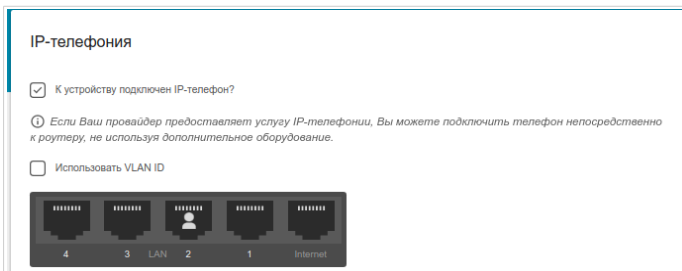 IP-телефония
К устройству подключен IP-телефон?
Если Ваш провайдер предоставляет услугу IP-телефонии, Вы можете подключить телефон непосредственно
к роутеру, не используя дополнительное оборудование.
Использовать VLAN ID
4 3 LAN 2 1 Internet